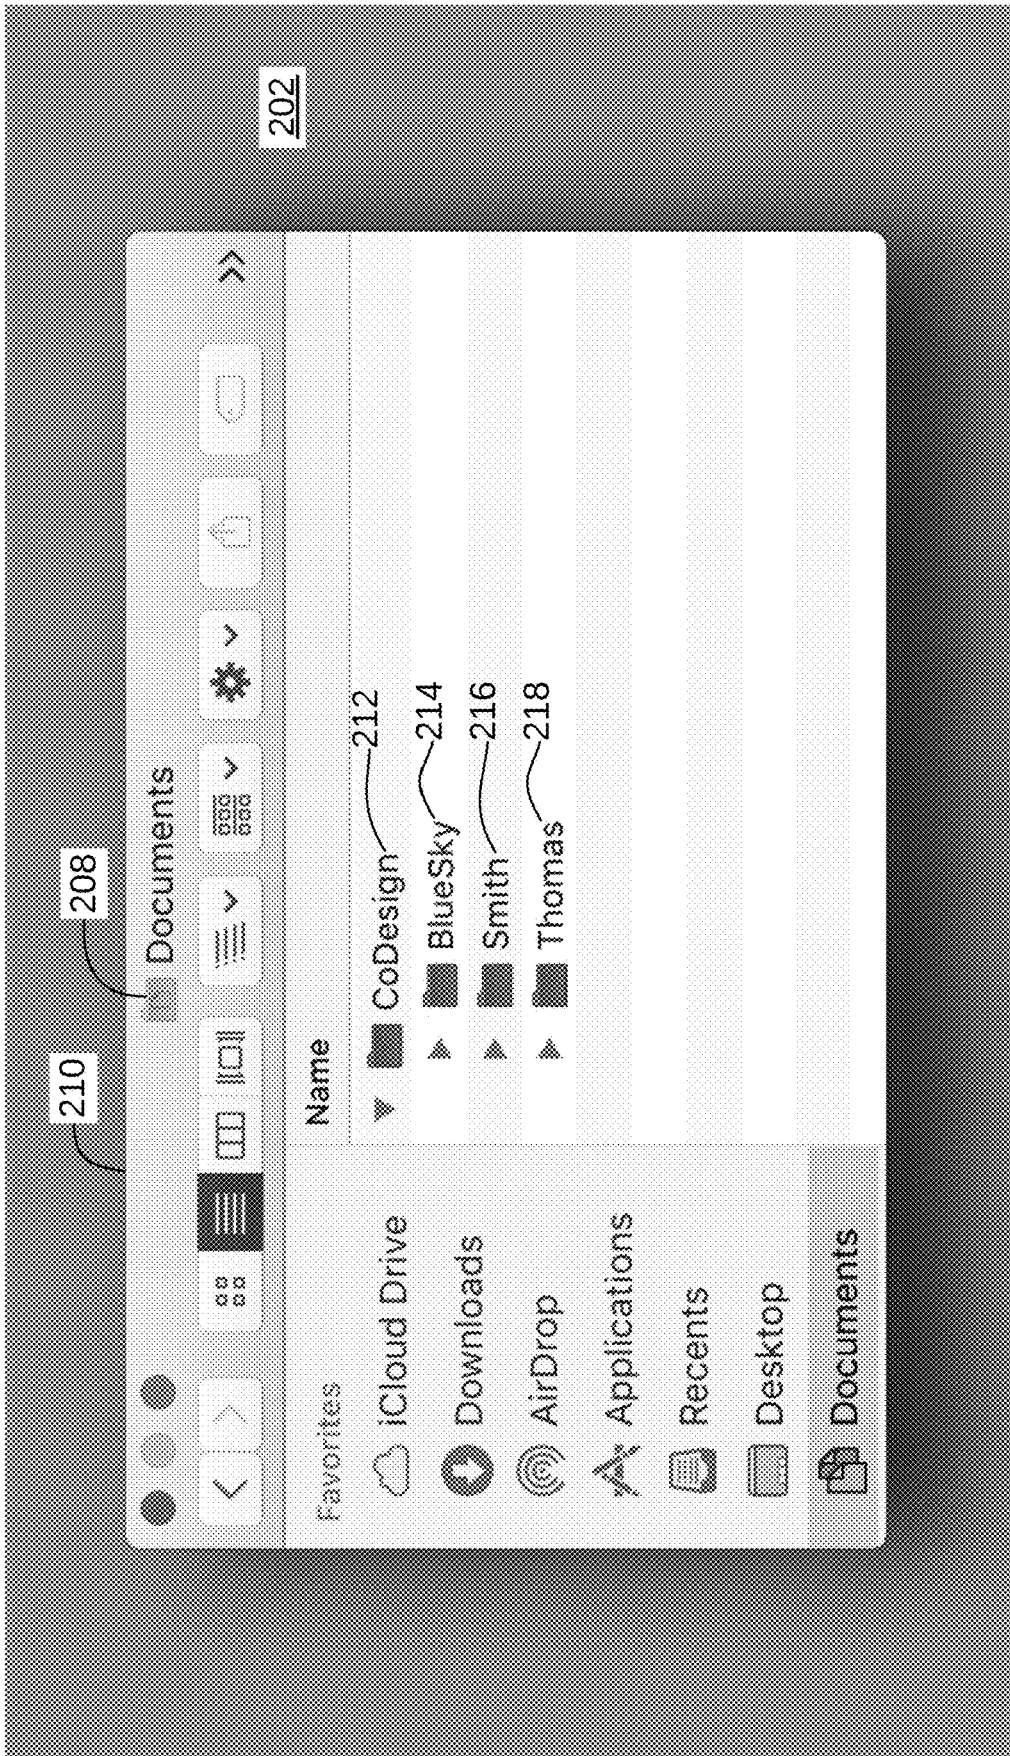 202
210
208
Documents
Name
Favorites
iCloud Drive
Downloads
AirDrop
Applications
Recents
Desktop
Documents
CoDesign 212
BlueSky 214
Smith 216
Thomas 218